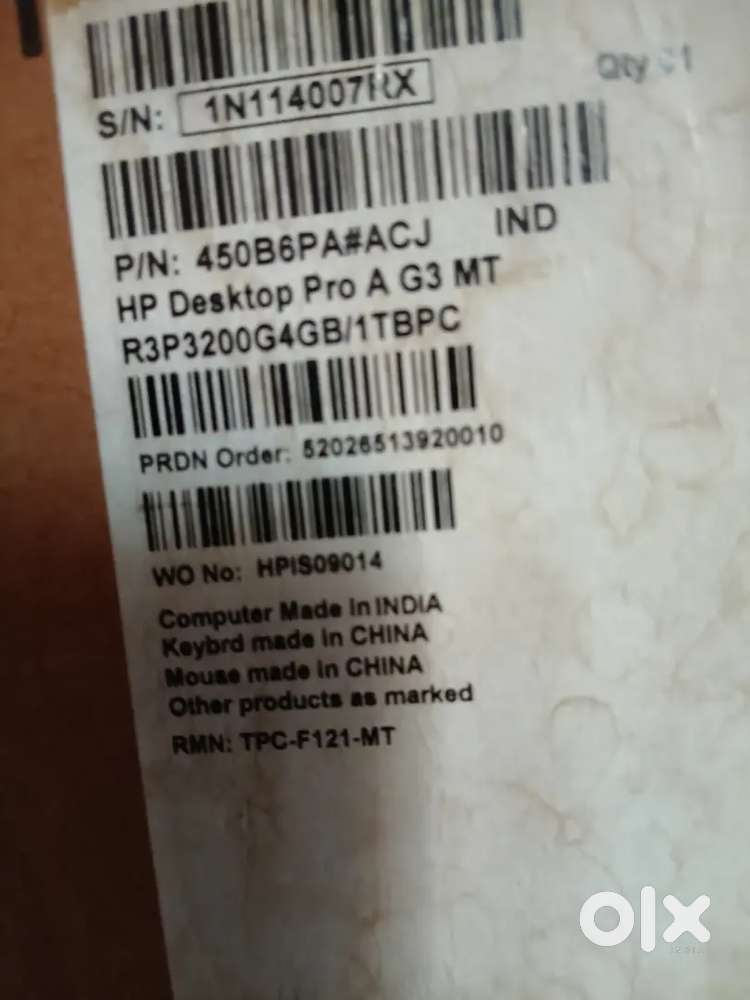 Qty 01
S/N: 1N114007RX
P/N: 450B6PA#ACJ IND
HP Desktop Pro A G3 MT
R3P3200G4GB/1TBPC
PRDN Order: 52026513920010
WO No: HPIS09014
Computer Made in INDIA
Keybrd made in CHINA
Mouse made in CHINA
Other products as marked
RMN: TPC-F121-MT
olx